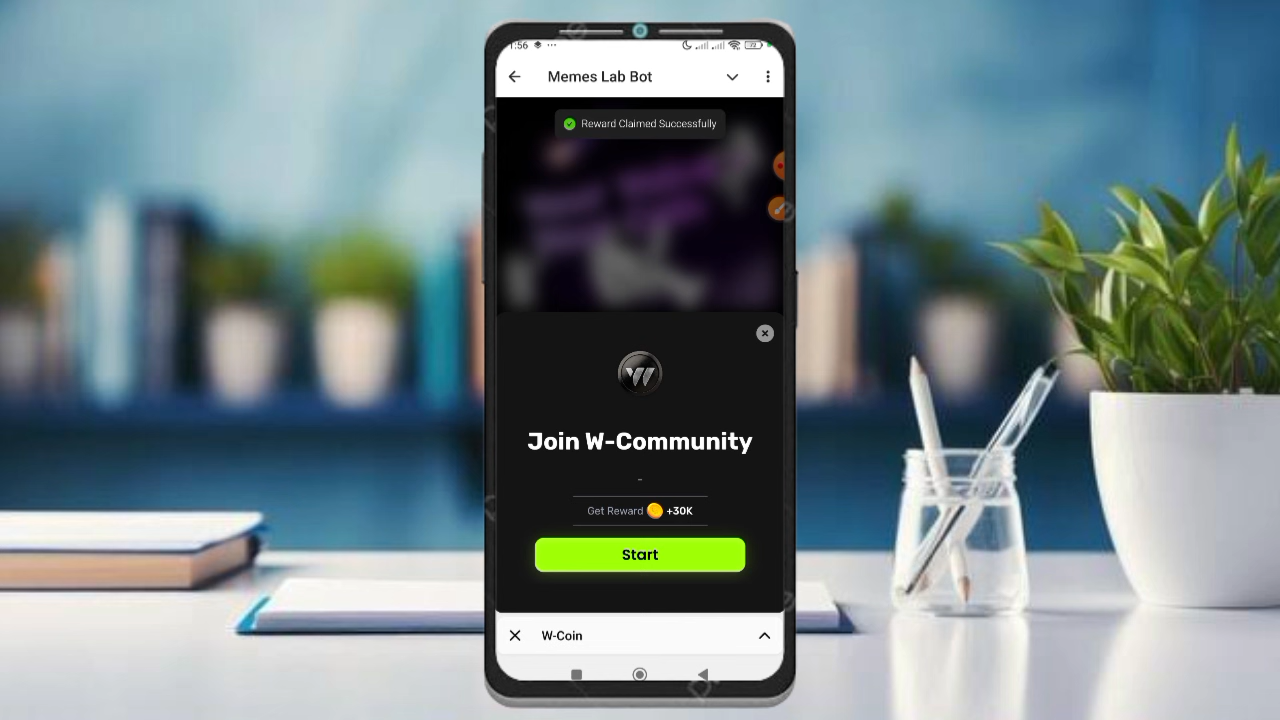 1:56
Memes Lab Bot
Reward Claimed Successfully
Join W-Community
-
Get Reward +30K
Start
W-Coin